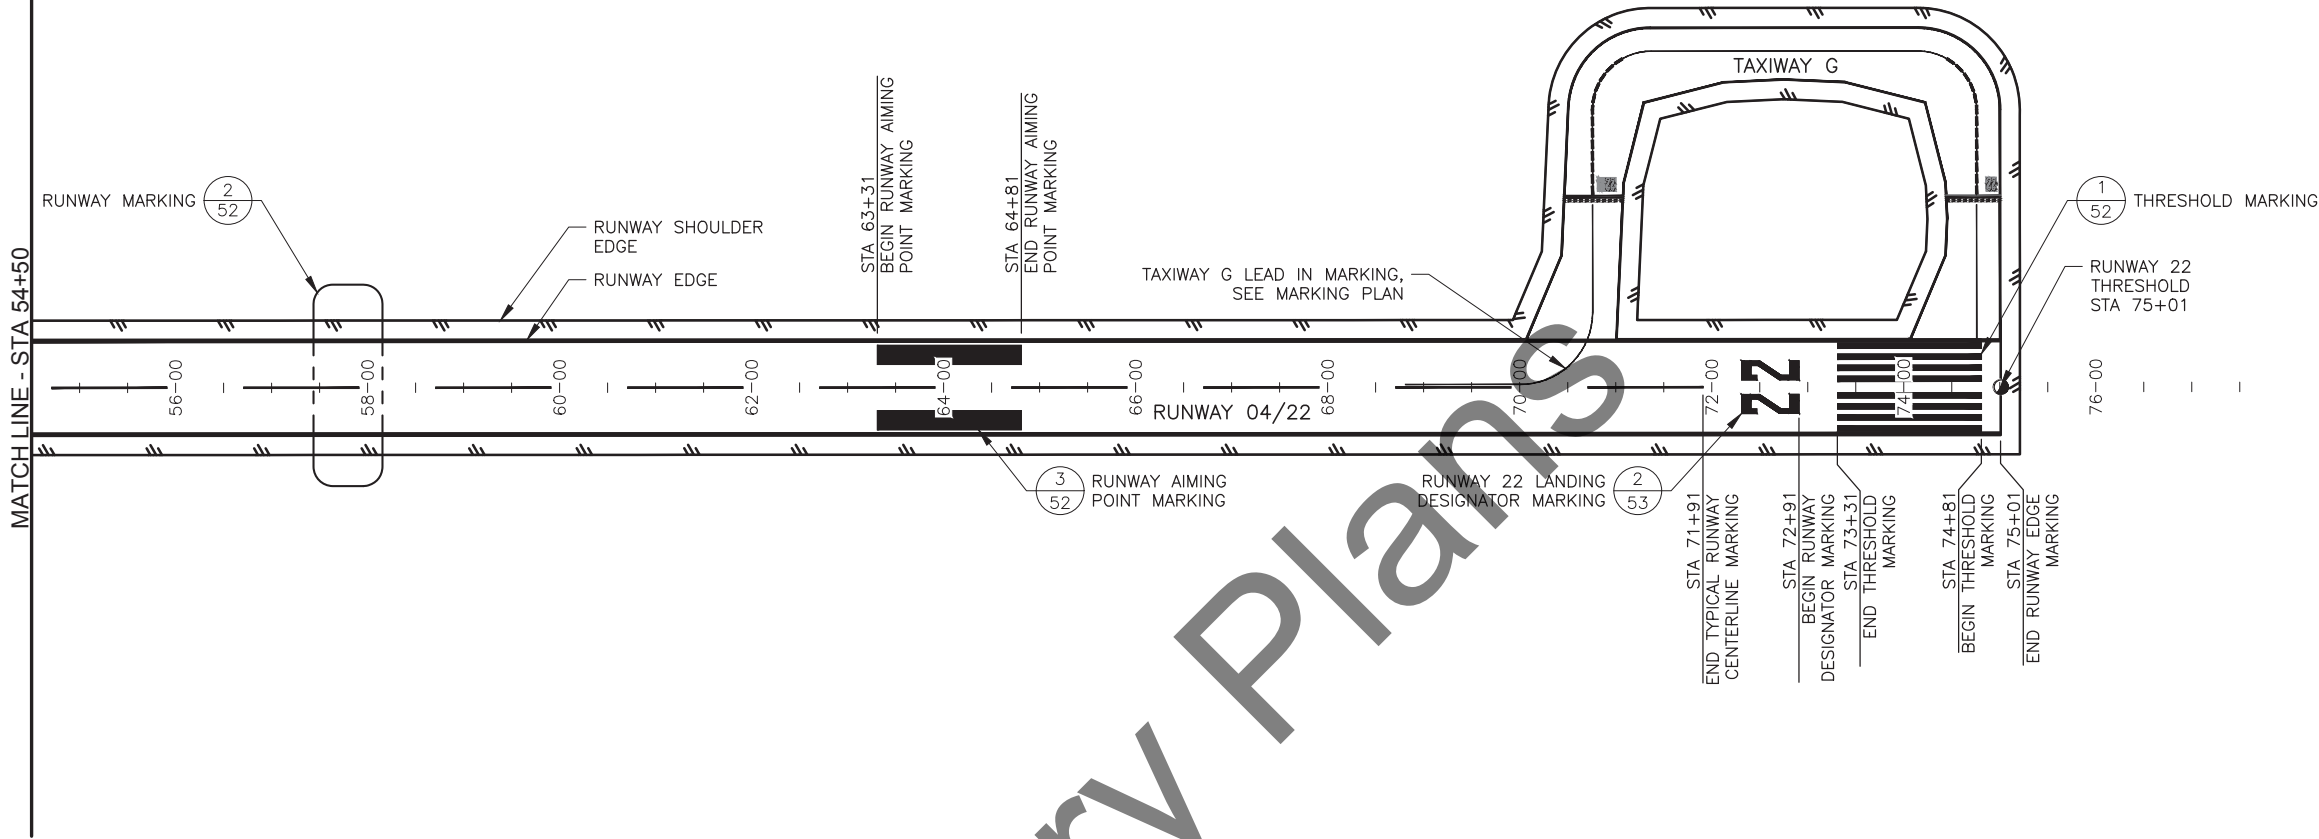 TAXIWAY G
RUNWAY MARKING
2
52
RUNWAY SHOULDER
EDGE
RUNWAY EDGE
STA 63+31
BEGIN RUNWAY AIMING
POINT MARKING
STA 64+81
END RUNWAY AIMING
POINT MARKING
TAXIWAY G LEAD IN MARKING,
SEE MARKING PLAN
1
52
THRESHOLD MARKING
RUNWAY 22
THRESHOLD
STA 75+01
MATCH LINE - STA 54+50
56-00
58-00
60-00
62-00
64-00
66-00
68-00
70-00
72-00
74-00
76-00
22
RUNWAY 04/22
3
52
RUNWAY AIMING
POINT MARKING
RUNWAY 22 LANDING
DESIGNATOR MARKING
2
53
STA 71+91
END TYPICAL RUNWAY
CENTERLINE MARKING
STA 72+91
BEGIN RUNWAY
DESIGNATOR MARKING
STA 73+31
END THRESHOLD
MARKING
STA 74+81
BEGIN THRESHOLD
MARKING
STA 75+01
END RUNWAY EDGE
MARKING
ry Plans